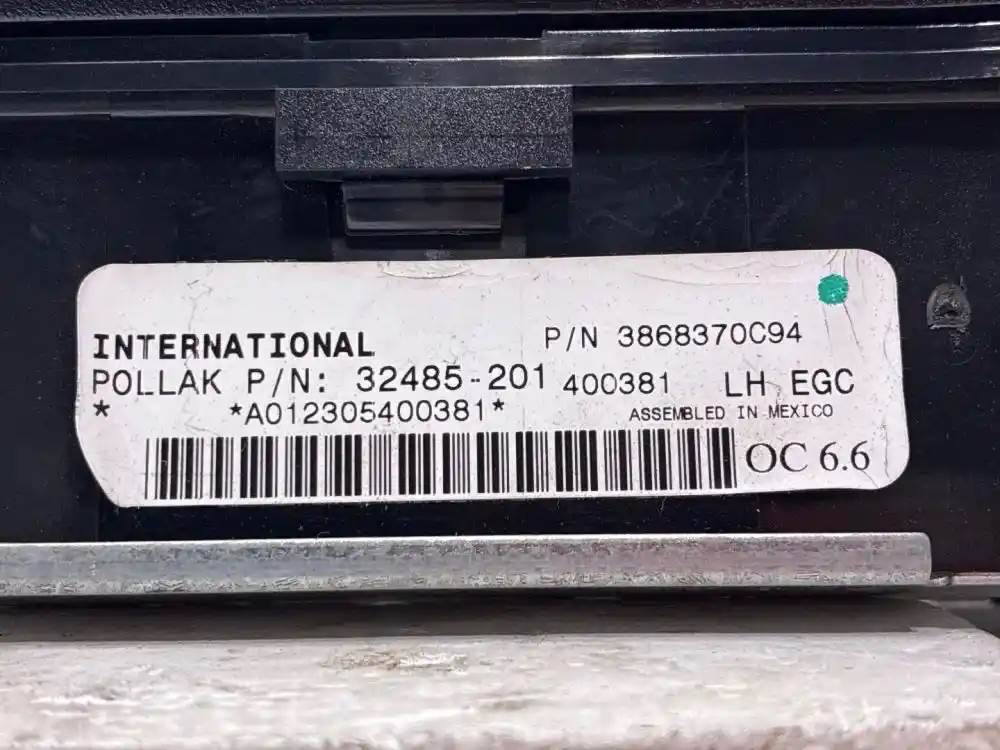 INTERNATIONAL P/N 3868370C94
POLLAK P/N: 32485-201 400381 LH EGC
* *A012305400381* ASSEMBLED IN MEXICO
OC 6.6